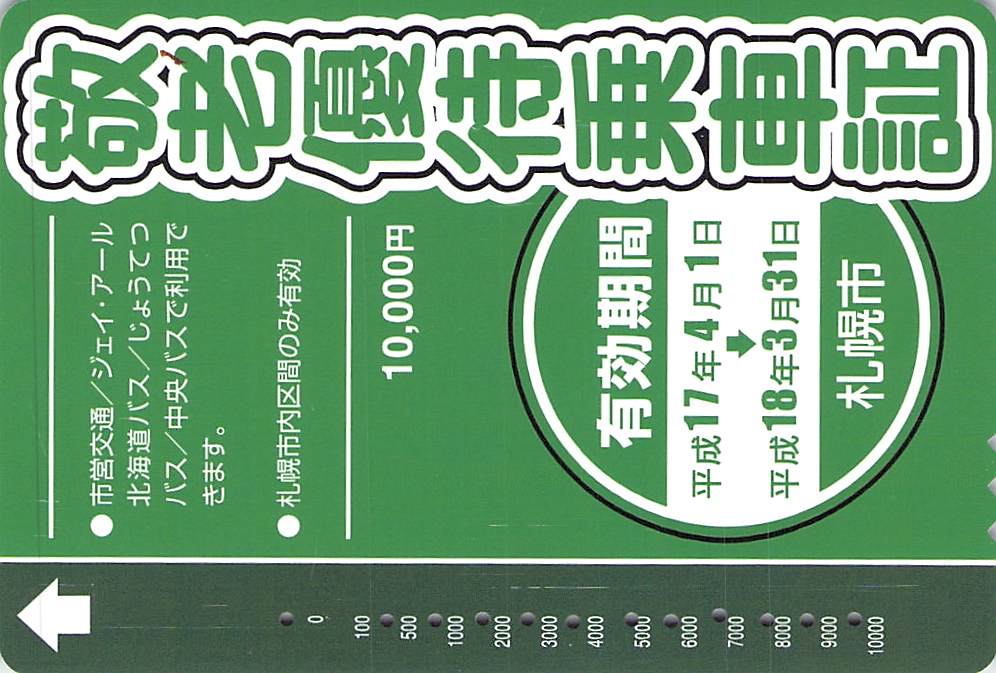 敬老優待乗車証
●市営交通／ジェイ・アール
北海道バス／じょうてつ
バス／中央バスで利用で
きます。
●札幌市内区間のみ有効
10,000円
有効期間
平成17年4月1日
平成18年3月31日
札幌市
0
100
500
1000
2000
3000
4000
5000
6000
7000
8000
9000
10000